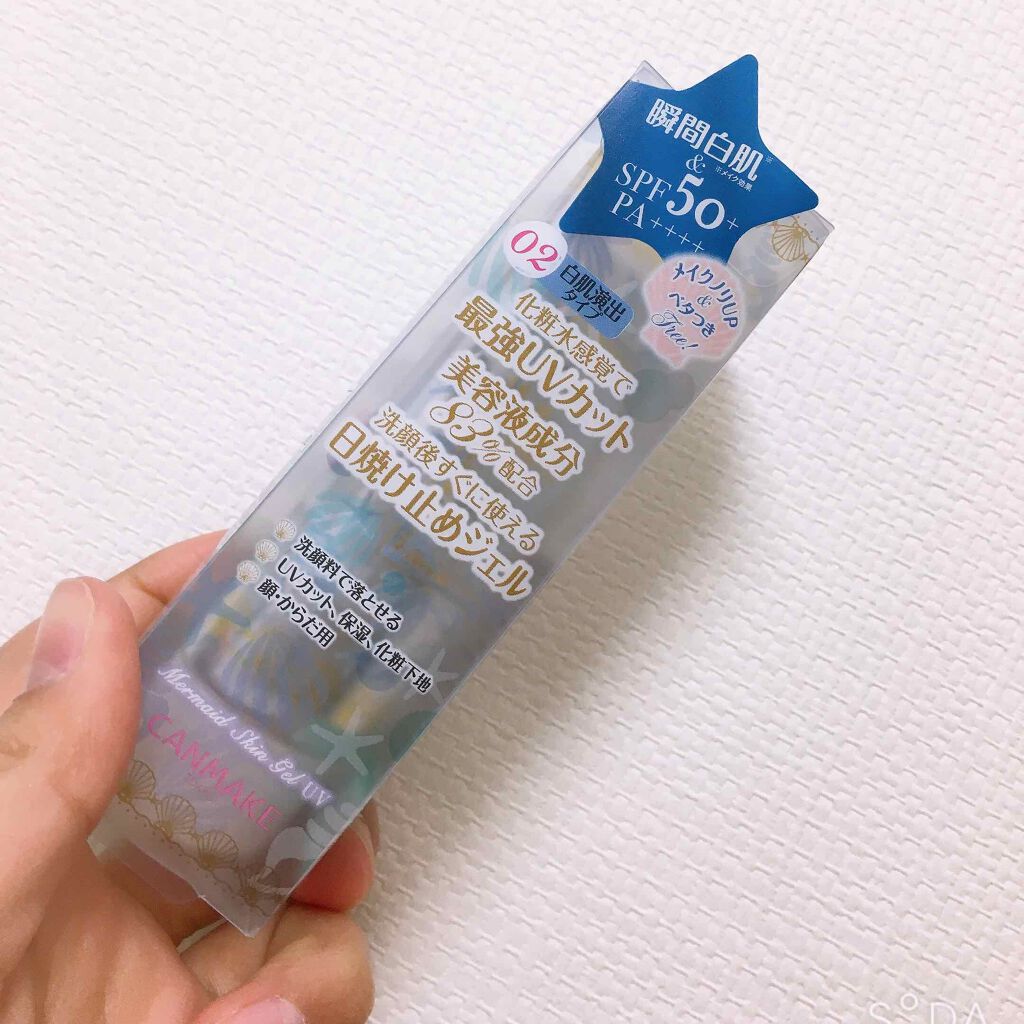 瞬間白肌※
&
※メイク効果
SPF50+
PA++++
02
白肌演出
タイプ
メイクノリUP
&
ベタつき
Free!
化粧水感覚で
最強UVカット
美容液成分
83%配合
洗顔後すぐに使える
日焼け止めジェル
洗顔料で落とせる
UVカット、保湿、化粧下地
顔・からだ用
Mermaid Skin Gel UV
CANMAKE
SODA